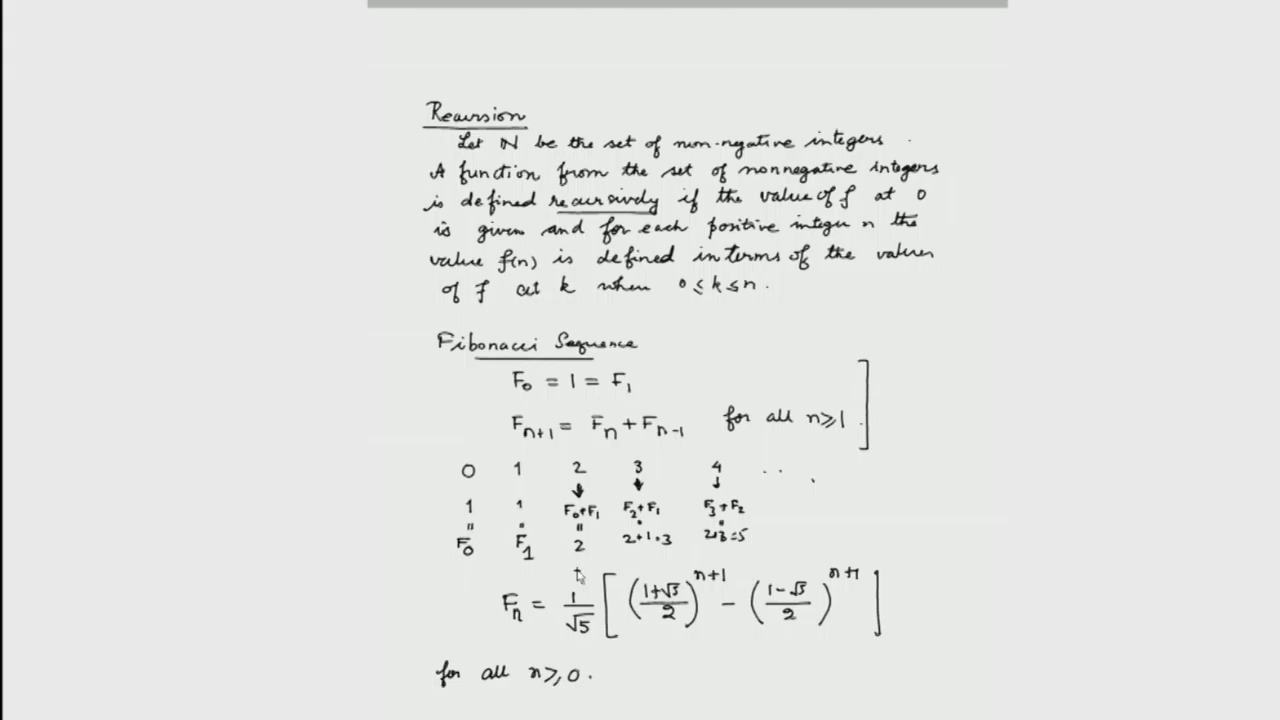 Recursion
Let ℕ be the set of non-negative integers.
A function from the set of nonnegative integers
is defined recursively if the value of f at 0
is given and for each positive integer n the
value f(n) is defined in terms of the values
of f at k when 0 ≤ k ≤ n.
Fibonacci Sequence
F₀ = 1 = F₁
Fₙ₊₁ = Fₙ + Fₙ₋₁ for all n ≥ 1.
0 1 2 3 4 ...
↓ ↓ ↓
1 1 F₀+F₁ F₂+F₁ F₃+F₂
" " " " "
F₀ F₁ 2 2+1=3 2+3=5
Fₙ = 1/√5 [ ((1+√5)/2)ⁿ⁺¹ − ((1−√5)/2)ⁿ⁺¹ ]
for all n ≥ 0.